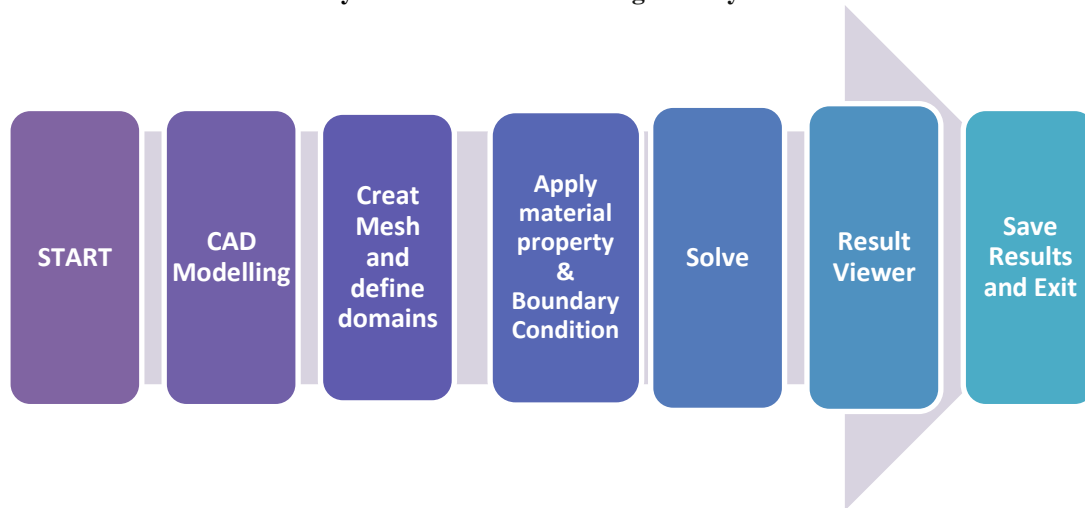 START
CAD
Modelling
Creat
Mesh
and
define
domains
Apply
material
property
&
Boundary
Condition
Solve
Result
Viewer
Save
Results
and Exit